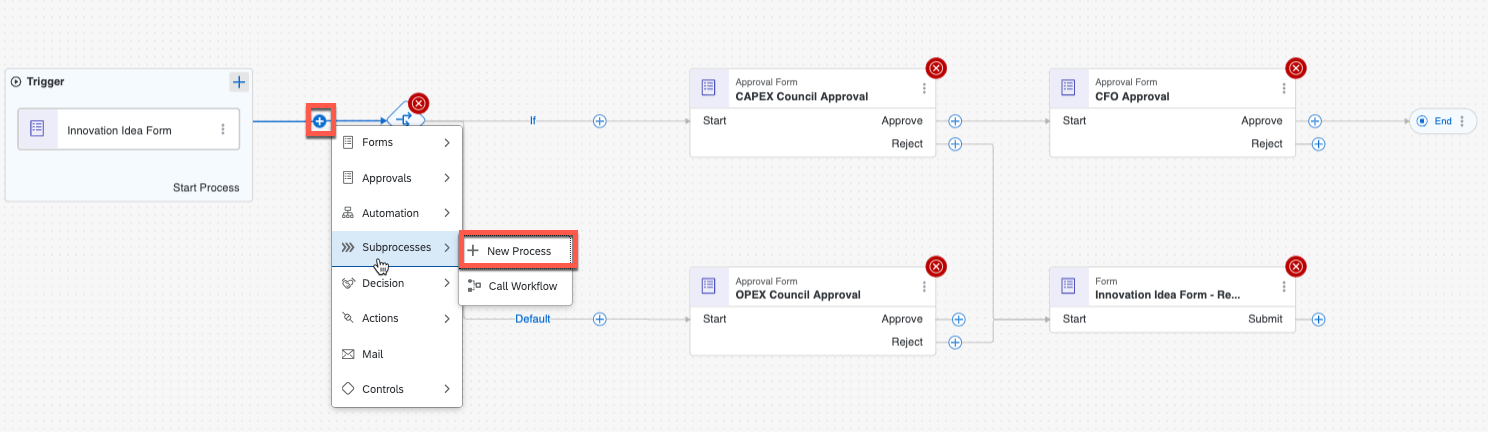 Trigger
Innovation Idea Form
Start Process
If
Approval Form
CAPEX Council Approval
Start
Approve
Reject
Approval Form
CFO Approval
Start
Approve
Reject
End
Forms
Approvals
Automation
Subprocesses
Decision
Actions
Mail
Controls
New Process
Call Workflow
Default
Approval Form
OPEX Council Approval
Start
Approve
Reject
Form
Innovation Idea Form - Re...
Start
Submit